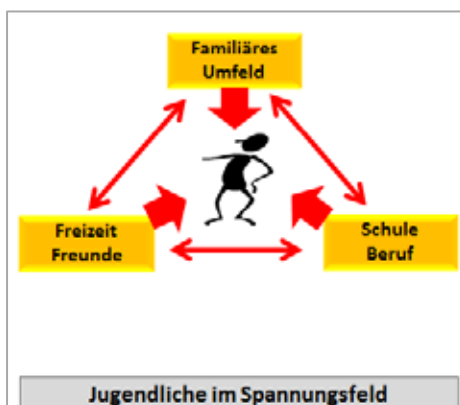 Familiäres
Umfeld
Freizeit
Freunde
Schule
Beruf
Jugendliche im Spannungsfeld